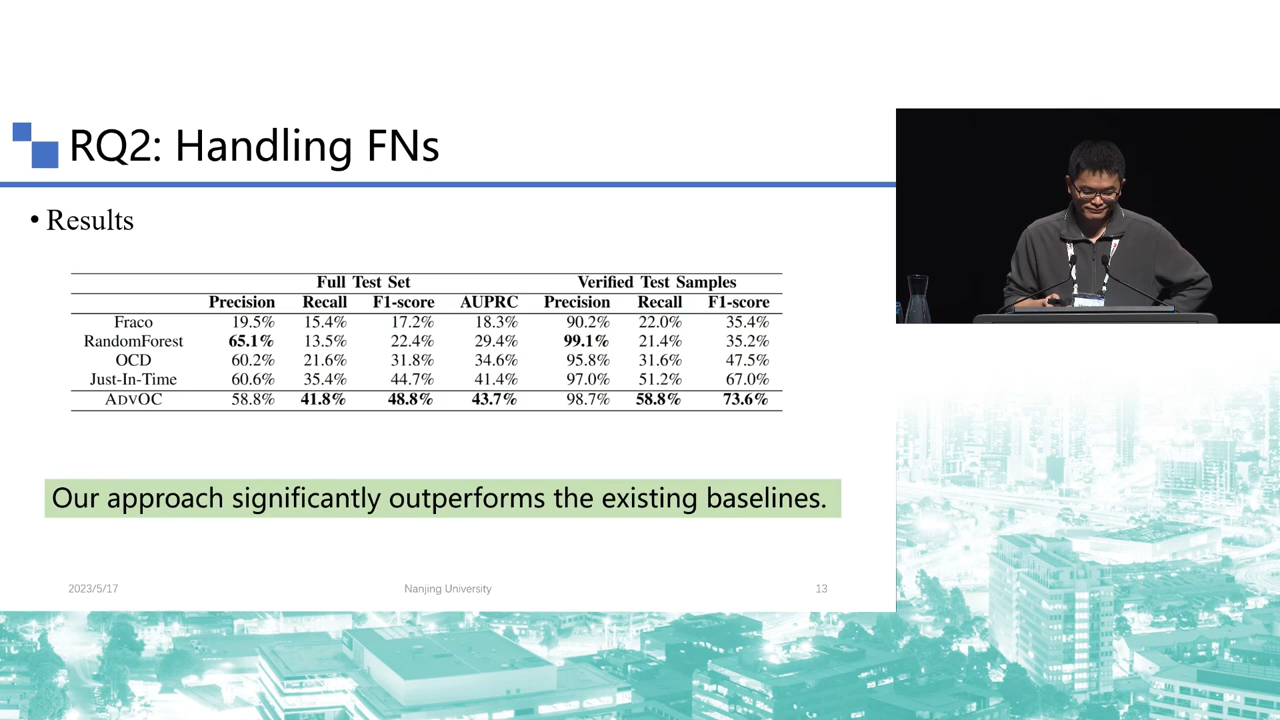 RQ2: Handling FNs
• Results
Full Test Set Verified Test Samples
Precision Recall F1-score AUPRC Precision Recall F1-score
Fraco 19.5% 15.4% 17.2% 18.3% 90.2% 22.0% 35.4%
RandomForest 65.1% 13.5% 22.4% 29.4% 99.1% 21.4% 35.2%
OCD 60.2% 21.6% 31.8% 34.6% 95.8% 31.6% 47.5%
Just-In-Time 60.6% 35.4% 44.7% 41.4% 97.0% 51.2% 67.0%
ADVOC 58.8% 41.8% 48.8% 43.7% 98.7% 58.8% 73.6%
Our approach significantly outperforms the existing baselines.
2023/5/17 Nanjing University 13